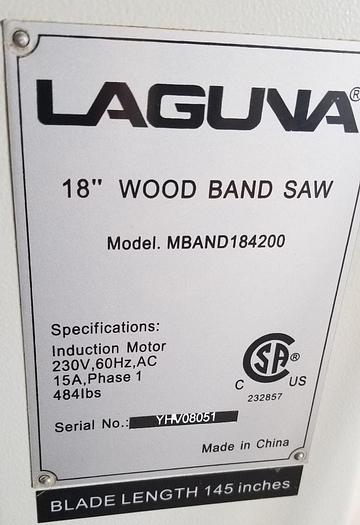 LAGUNA®
18" WOOD BAND SAW
Model. MBAND184200
Specifications:
Induction Motor
230V,60Hz,AC
15A,Phase 1
484lbs
CSA®
C US
232857
Serial No.: YHV08051
Made in China
BLADE LENGTH 145 inches